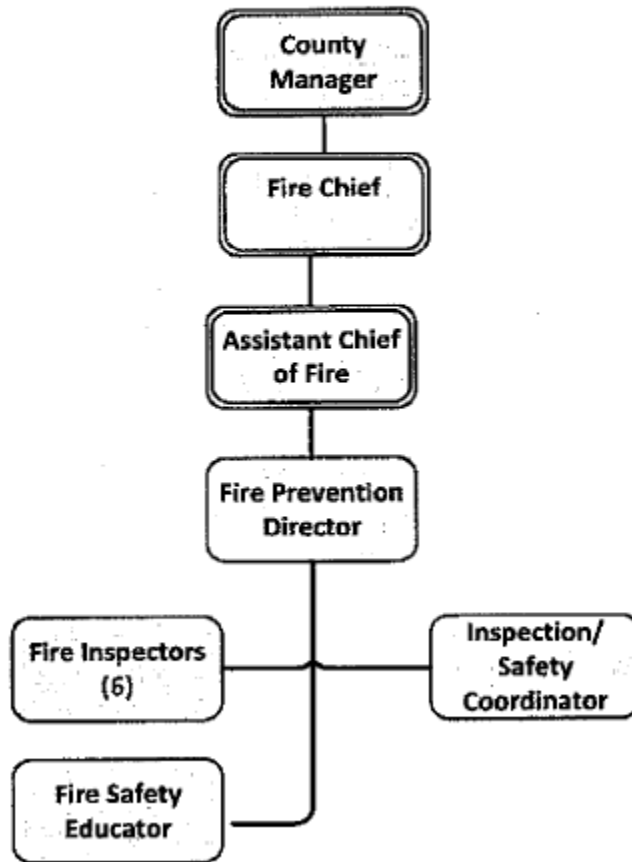 County
Manager
Fire Chief
Assistant Chief
of Fire
Fire Prevention
Director
Fire Inspectors
(6)
Inspection/
Safety
Coordinator
Fire Safety
Educator